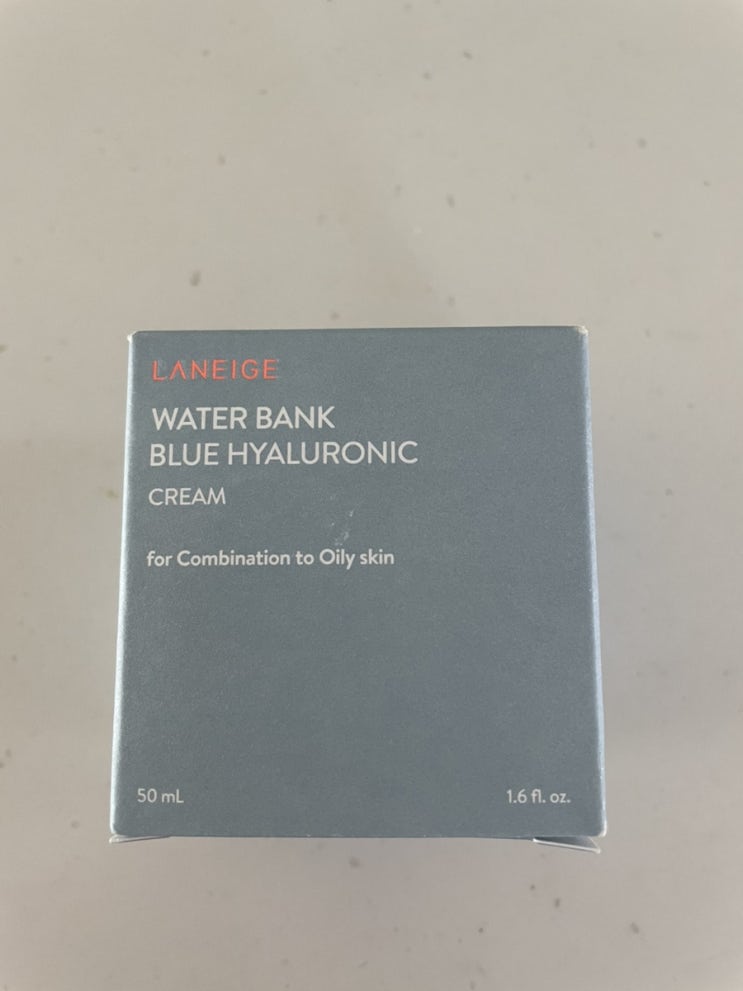 LANEIGE
WATER BANK
BLUE HYALURONIC
CREAM
for Combination to Oily skin
50 mL
1.6 fl. oz.